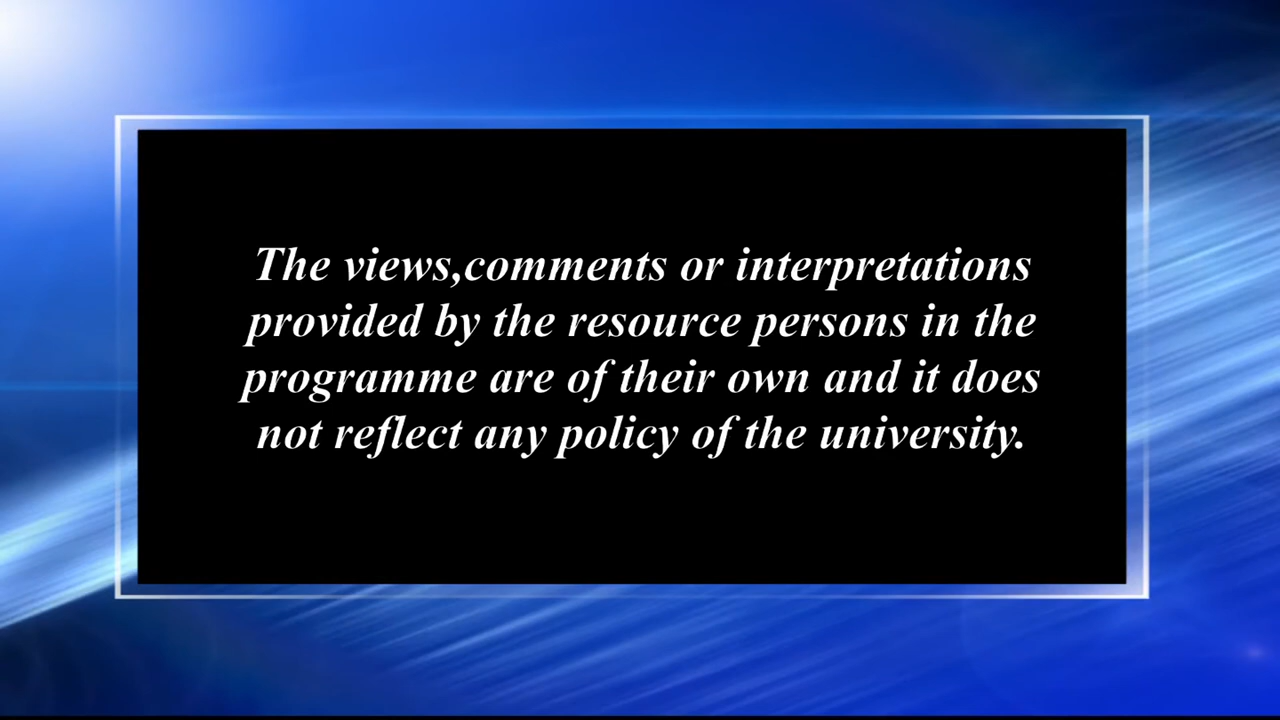 The views,comments or interpretations
provided by the resource persons in the
programme are of their own and it does
not reflect any policy of the university.